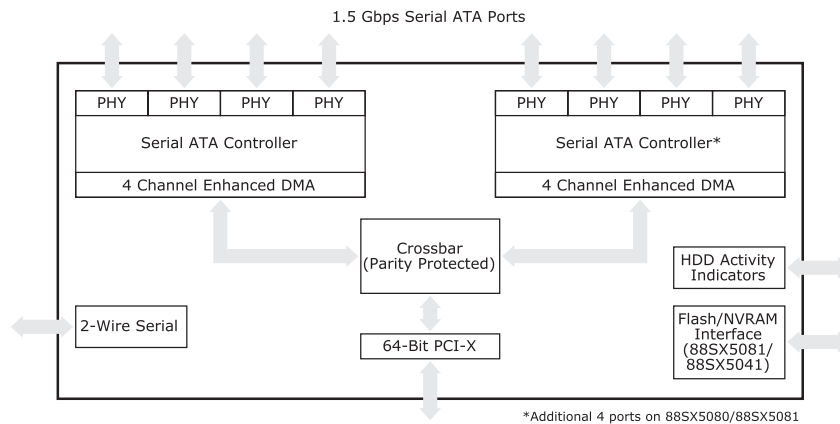 1.5 Gbps Serial ATA Ports
PHY PHY PHY PHY
PHY PHY PHY PHY
Serial ATA Controller
Serial ATA Controller*
4 Channel Enhanced DMA
4 Channel Enhanced DMA
Crossbar
(Parity Protected)
HDD Activity
Indicators
2-Wire Serial
64-Bit PCI-X
Flash/NVRAM
Interface
(88SX5081/
88SX5041)
*Additional 4 ports on 88SX5080/88SX5081